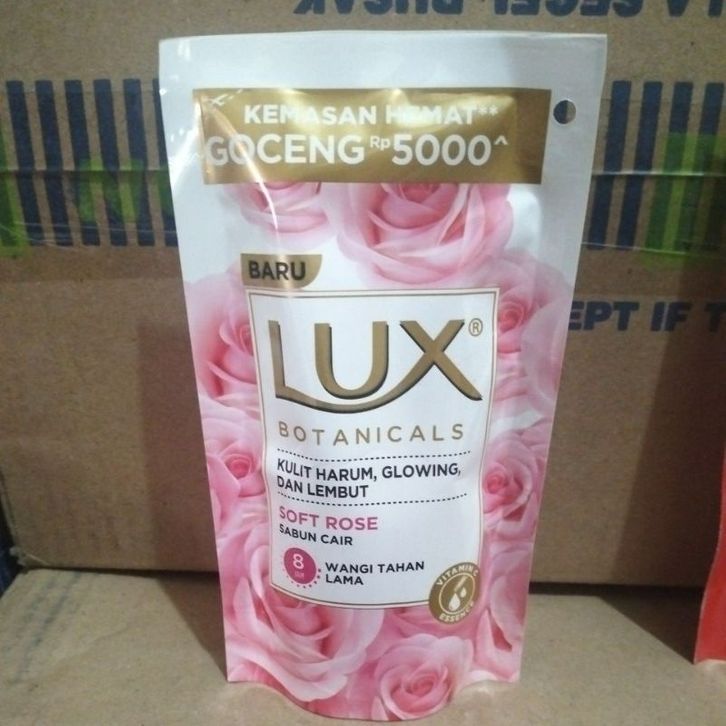 KEMASAN HEMAT**
GOCENG Rp5000^
BARU
LUX®
BOTANICALS
KULIT HARUM, GLOWING,
DAN LEMBUT
SOFT ROSE
SABUN CAIR
8
JAM
WANGI TAHAN
LAMA
VITAMIN C
ESSENCE
EPT IF T